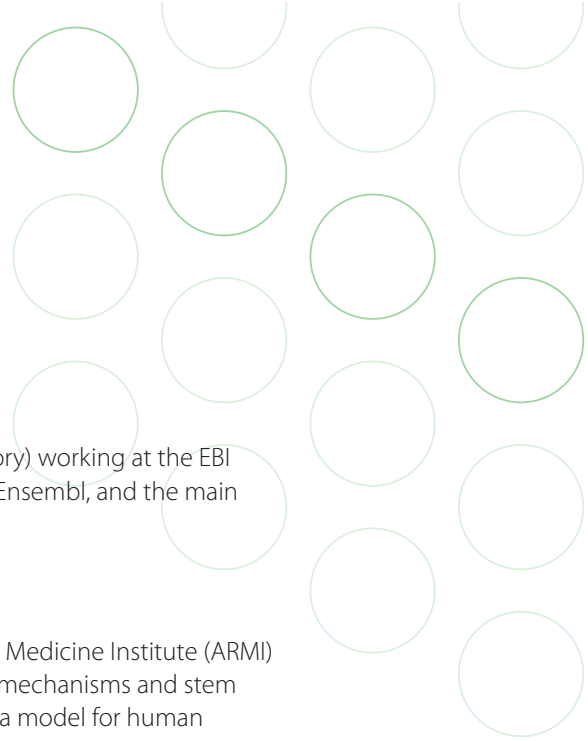 ory) working at the EBI
Ensembl, and the main
Medicine Institute (ARMI)
mechanisms and stem
a model for human